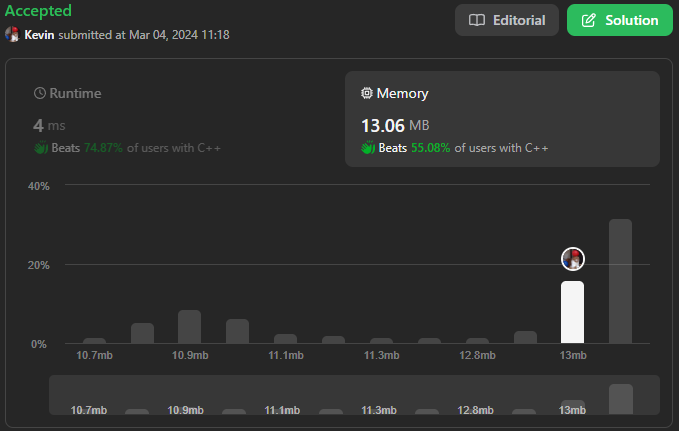 Accepted
Editorial
Solution
Kevin submitted at Mar 04, 2024 11:18
Runtime
4 ms
Beats 74.87% of users with C++
Memory
13.06 MB
Beats 55.08% of users with C++
40%
20%
0%
10.7mb 10.9mb 11.1mb 11.3mb 12.8mb 13mb
10.7mb 10.9mb 11.1mb 11.3mb 12.8mb 13mb